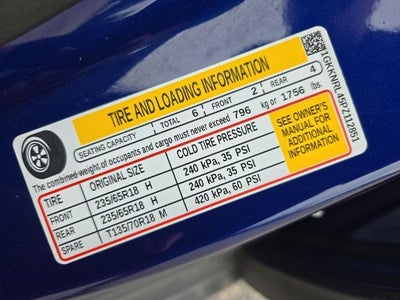 TIRE AND LOADING INFORMATION
SEATING CAPACITY TOTAL 6 FRONT 2 REAR 4
The combined weight of occupants and cargo must never exceed 796 kg or 1756 lbs.
TIRE ORIGINAL SIZE COLD TIRE PRESSURE
FRONT 235/65R18 H 240 kPa, 35 PSI
REAR 235/65R18 H 240 kPa, 35 PSI
SPARE T135/70R18 M 420 kPa, 60 PSI
SEE OWNER'S
MANUAL FOR
ADDITIONAL
INFORMATION
1GKKNRL45PZ112851